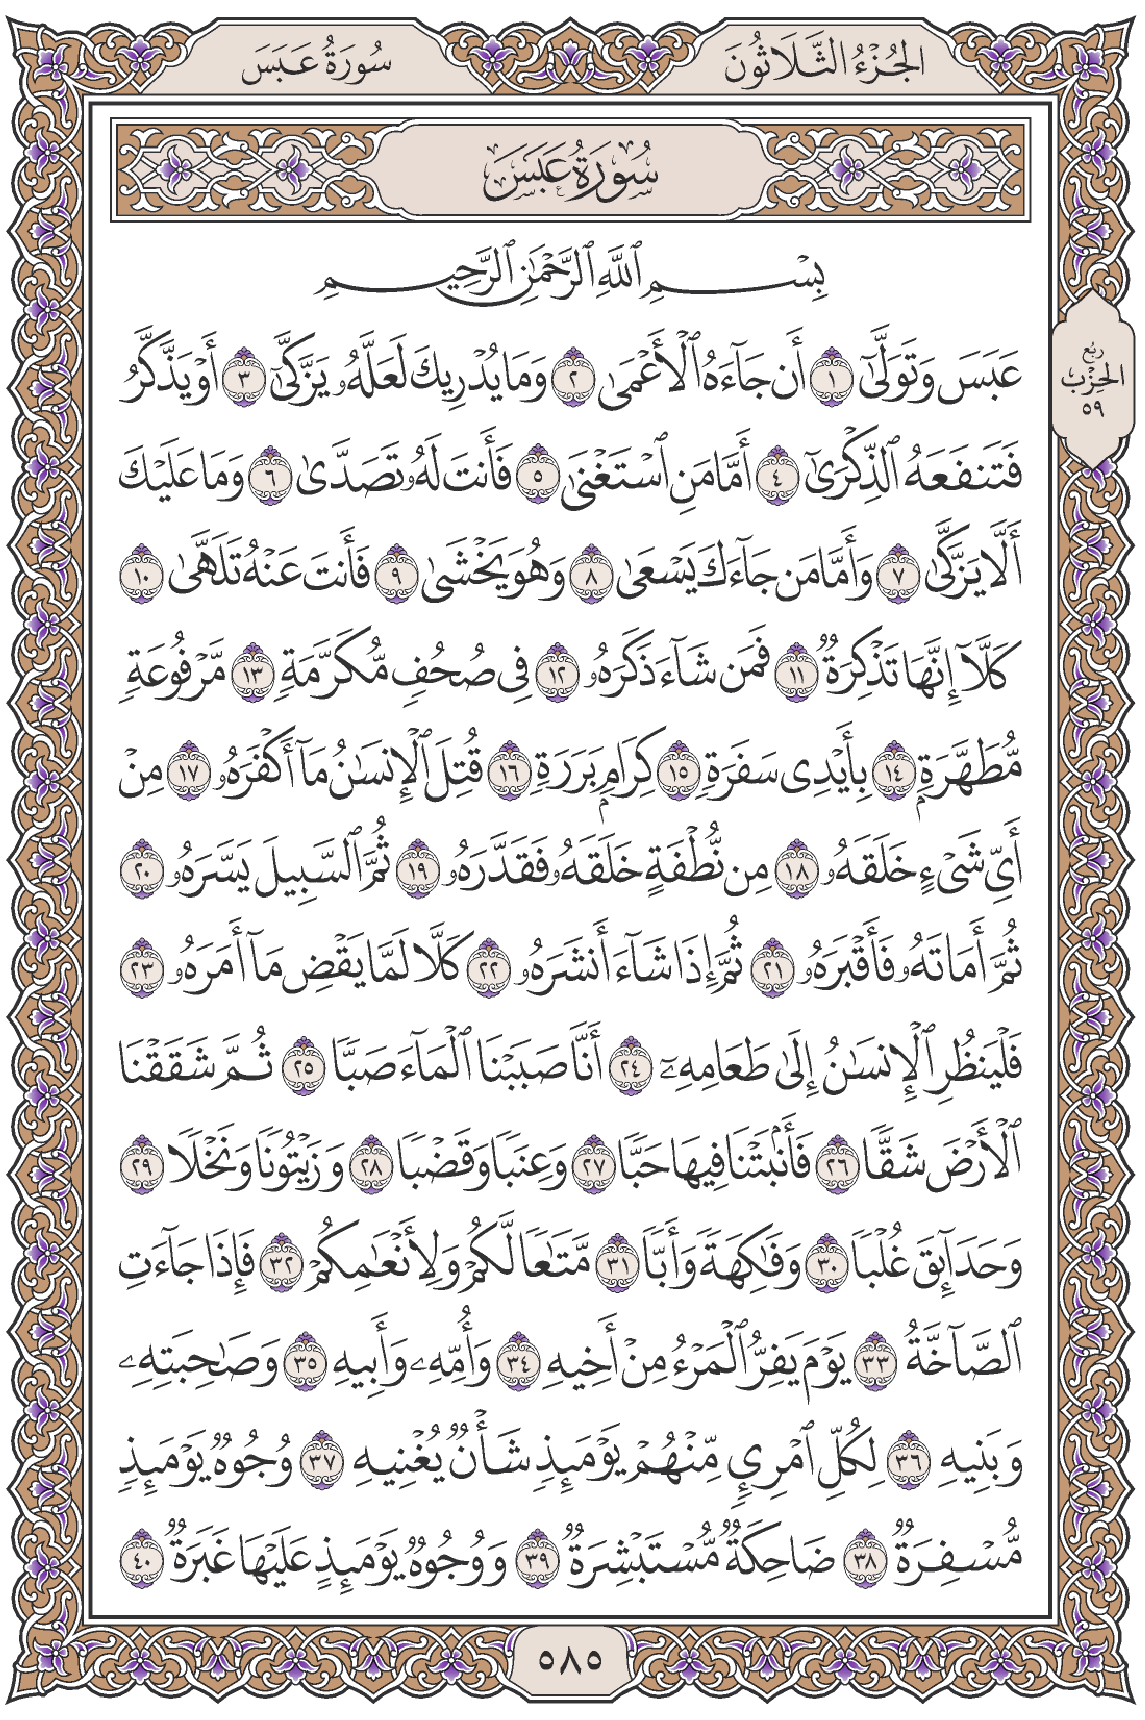 الجُزْءُ الثَّلَاثُونَ
سُورَةُ عَبَسَ
سُورَةُ عَبَسَ
بِسْمِ ٱللَّهِ ٱلرَّحْمَٰنِ ٱلرَّحِيمِ
عَبَسَ وَتَوَلَّىٰٓ ١ أَن جَآءَهُ ٱلْأَعْمَىٰ ٢ وَمَا يُدْرِيكَ لَعَلَّهُۥ يَزَّكَّىٰٓ ٣ أَوْ يَذَّكَّرُ
رُبْعُ
الحِزْبِ
٥٩
فَتَنفَعَهُ ٱلذِّكْرَىٰٓ ٤ أَمَّا مَنِ ٱسْتَغْنَىٰ ٥ فَأَنتَ لَهُۥ تَصَدَّىٰ ٦ وَمَا عَلَيْكَ
أَلَّا يَزَّكَّىٰ ٧ وَأَمَّا مَن جَآءَكَ يَسْعَىٰ ٨ وَهُوَ يَخْشَىٰ ٩ فَأَنتَ عَنْهُ تَلَهَّىٰ ١٠
كَلَّآ إِنَّهَا تَذْكِرَةٌ ١١ فَمَن شَآءَ ذَكَرَهُۥ ١٢ فِي صُحُفٍ مُّكَرَّمَةٍ ١٣ مَّرْفُوعَةٍ
مُّطَهَّرَةٍۭ ١٤ بِأَيْدِي سَفَرَةٍ ١٥ كِرَامٍۭ بَرَرَةٍ ١٦ قُتِلَ ٱلْإِنسَٰنُ مَآ أَكْفَرَهُۥ ١٧ مِنْ
أَيِّ شَيْءٍ خَلَقَهُۥ ١٨ مِن نُّطْفَةٍ خَلَقَهُۥ فَقَدَّرَهُۥ ١٩ ثُمَّ ٱلسَّبِيلَ يَسَّرَهُۥ ٢٠
ثُمَّ أَمَاتَهُۥ فَأَقْبَرَهُۥ ٢١ ثُمَّ إِذَا شَآءَ أَنشَرَهُۥ ٢٢ كَلَّا لَمَّا يَقْضِ مَآ أَمَرَهُۥ ٢٣
فَلْيَنظُرِ ٱلْإِنسَٰنُ إِلَىٰ طَعَامِهِۦٓ ٢٤ أَنَّا صَبَبْنَا ٱلْمَآءَ صَبًّا ٢٥ ثُمَّ شَقَقْنَا
ٱلْأَرْضَ شَقًّا ٢٦ فَأَنۢبَتْنَا فِيهَا حَبًّا ٢٧ وَعِنَبًا وَقَضْبًا ٢٨ وَزَيْتُونًا وَنَخْلًا ٢٩
وَحَدَآئِقَ غُلْبًا ٣٠ وَفَٰكِهَةً وَأَبًّا ٣١ مَّتَٰعًا لَّكُمْ وَلِأَنْعَٰمِكُمْ ٣٢ فَإِذَا جَآءَتِ
ٱلصَّآخَّةُ ٣٣ يَوْمَ يَفِرُّ ٱلْمَرْءُ مِنْ أَخِيهِ ٣٤ وَأُمِّهِۦ وَأَبِيهِ ٣٥ وَصَٰحِبَتِهِۦ
وَبَنِيهِ ٣٦ لِكُلِّ ٱمْرِئٍ مِّنْهُمْ يَوْمَئِذٍ شَأْنٌ يُغْنِيهِ ٣٧ وُجُوهٌ يَوْمَئِذٍ
مُّسْفِرَةٌ ٣٨ ضَاحِكَةٌ مُّسْتَبْشِرَةٌ ٣٩ وَوُجُوهٌ يَوْمَئِذٍ عَلَيْهَا غَبَرَةٌ ٤٠
٥٨٥